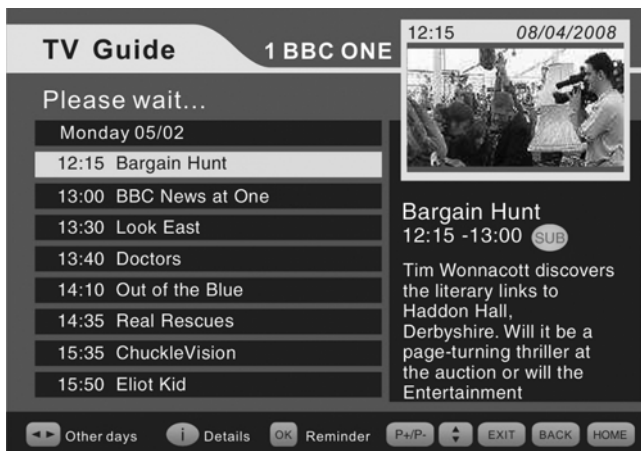 TV Guide
1 BBC ONE
12:15 08/04/2008
Please wait...
Monday 05/02
12:15 Bargain Hunt
13:00 BBC News at One
13:30 Look East
13:40 Doctors
14:10 Out of the Blue
14:35 Real Rescues
15:35 ChuckleVision
15:50 Eliot Kid
Bargain Hunt
12:15 -13:00 SUB
Tim Wonnacott discovers
the literary links to
Haddon Hall,
Derbyshire. Will it be a
page-turning thriller at
the auction or will the
Entertainment
Other days i Details OK Reminder P+/P- EXIT BACK HOME